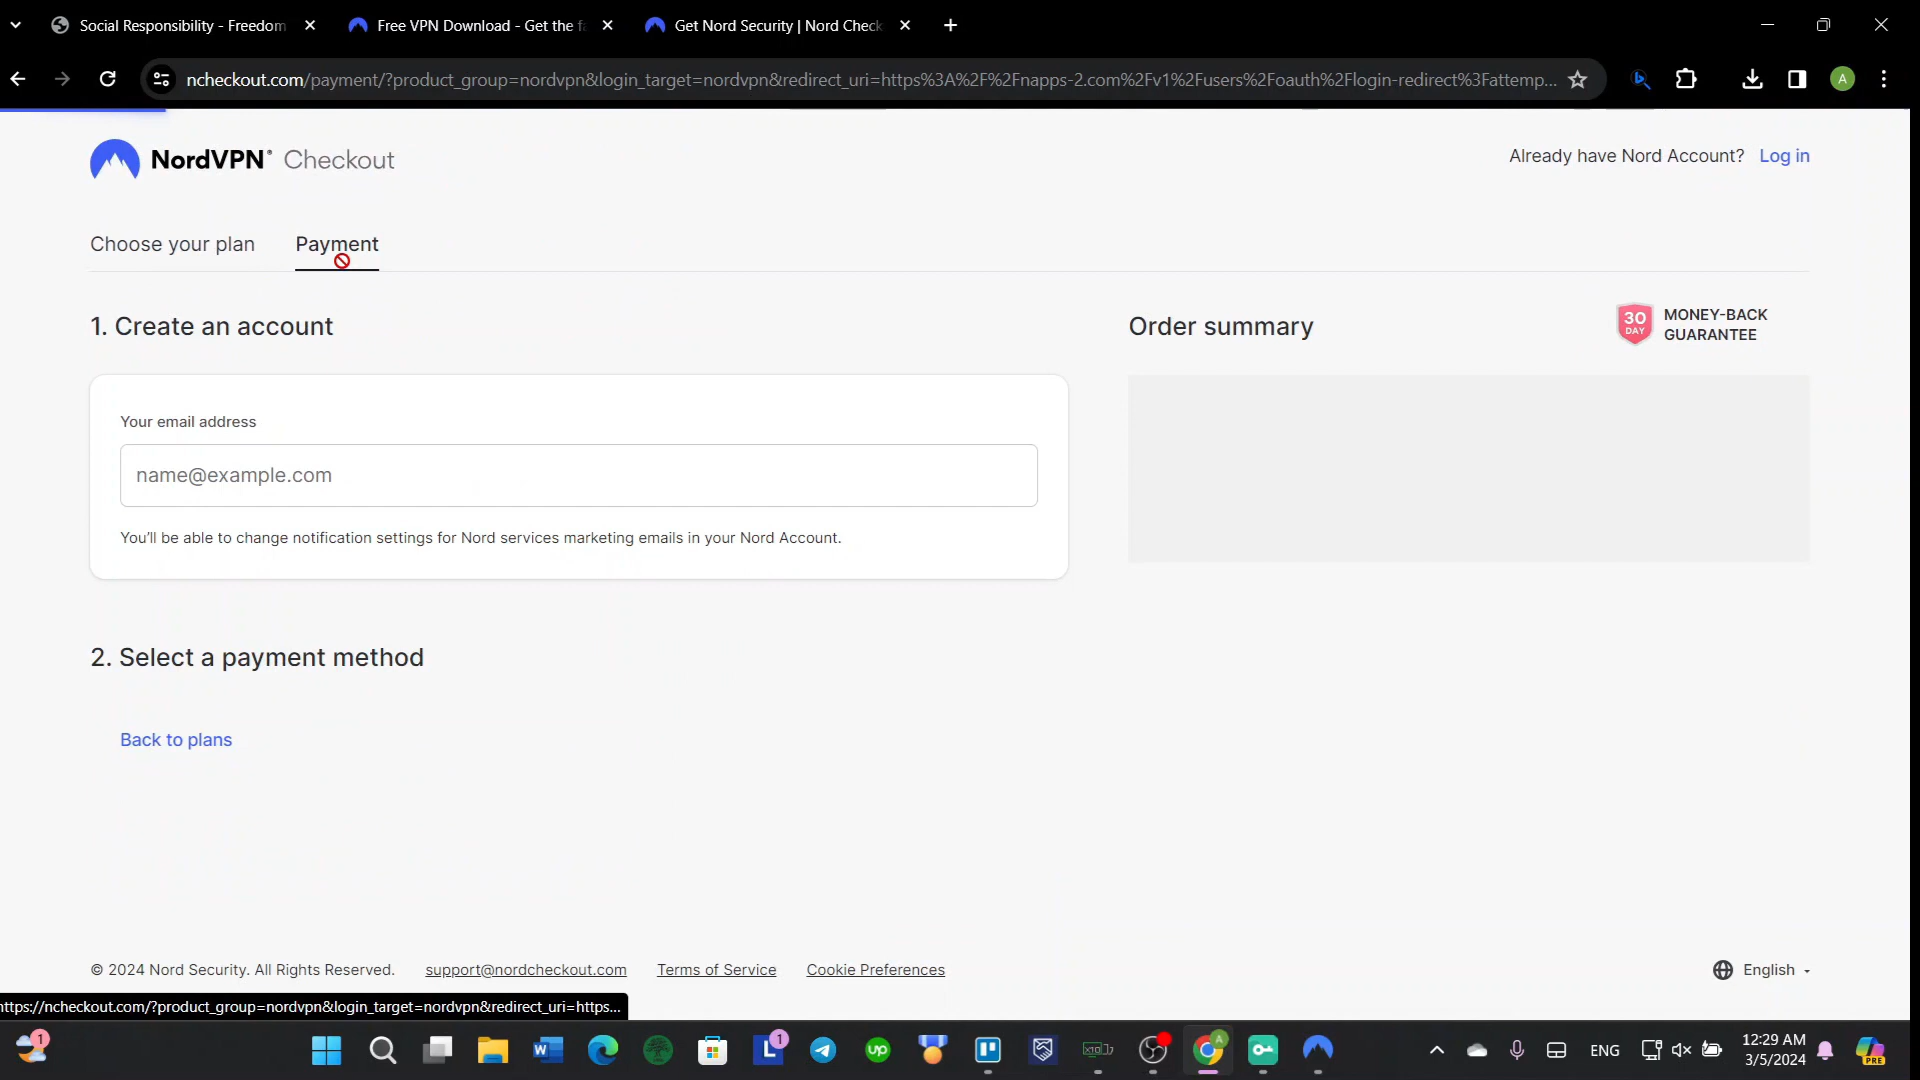 Social Responsibility - Freedom
Free VPN Download - Get the fa
Get Nord Security | Nord Check
ncheckout.com/payment/?product_group=nordvpn&login_target=nordvpn&redirect_uri=https%3A%2F%2Fnapps-2.com%2Fv1%2Fusers%2Foauth%2Flogin-redirect%3Fattemp...
A
NordVPN® Checkout
Already have Nord Account? Log in
Choose your plan Payment
1. Create an account
Order summary
30 DAY
MONEY-BACK
GUARANTEE
Your email address
name@example.com
You'll be able to change notification settings for Nord services marketing emails in your Nord Account.
2. Select a payment method
Back to plans
© 2024 Nord Security. All Rights Reserved. support@nordcheckout.com Terms of Service Cookie Preferences
English
https://ncheckout.com/?product_group=nordvpn&login_target=nordvpn&redirect_uri=https...
1
W
L
1
up
A
ENG
12:29 AM
3/5/2024
PRE